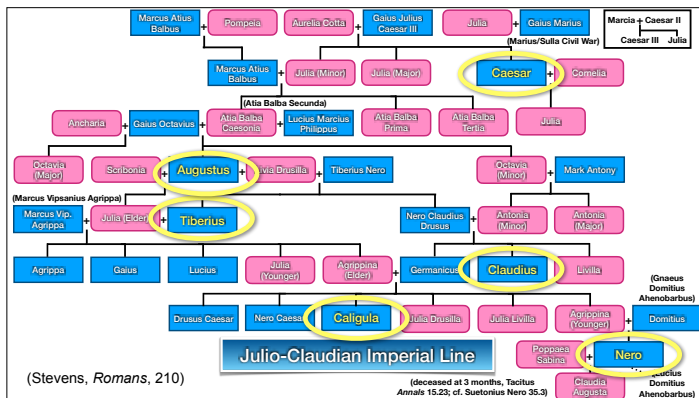 Marcus Atius
Balbus
+
Pompeia
Aurelia Cotta
+
Gaius Julius
Caesar III
Julia
+
Gaius Marius
(Marius/Sulla Civil War)
Marcia + Caesar II
Caesar III
Julia
Marcus Atius
Balbus
+
Julia (Minor)
Julia (Major)
Caesar
+
Cornelia
(Atia Balba Secunda)
Ancharia
+
Gaius Octavius
+
Atia Balba
Caesonia
+
Lucius Marcius
Philippus
Atia Balba
Prima
Atia Balba
Tertia
Julia
Octavia
(Major)
Scribonia
+
Augustus
+
Livia Drusilla
+
Tiberius Nero
Octavia
(Minor)
+
Mark Antony
(Marcus Vipsanius Agrippa)
Marcus Vip.
Agrippa
+
Julia (Elder)
+
Tiberius
Nero Claudius
Drusus
+
Antonia
(Minor)
Antonia
(Major)
Agrippa
Gaius
Lucius
Julia
(Younger)
Agrippina
(Elder)
+
Germanicus
Claudius
Livilla
(Gnaeus
Domitius
Ahenobarbus)
Drusus Caesar
Nero Caesar
Caligula
Julia Drusilla
Julia Livilla
Agrippina
(Younger)
+
Domitius
Julio-Claudian Imperial Line
Poppaea
Sabina
+
Nero
(Stevens, Romans, 210)
(deceased at 3 months, Tacitus
Annals 15.23; cf. Suetonius Nero 35.3)
Claudia
Augusta
(Lucius
Domitius
Ahenobarbus)